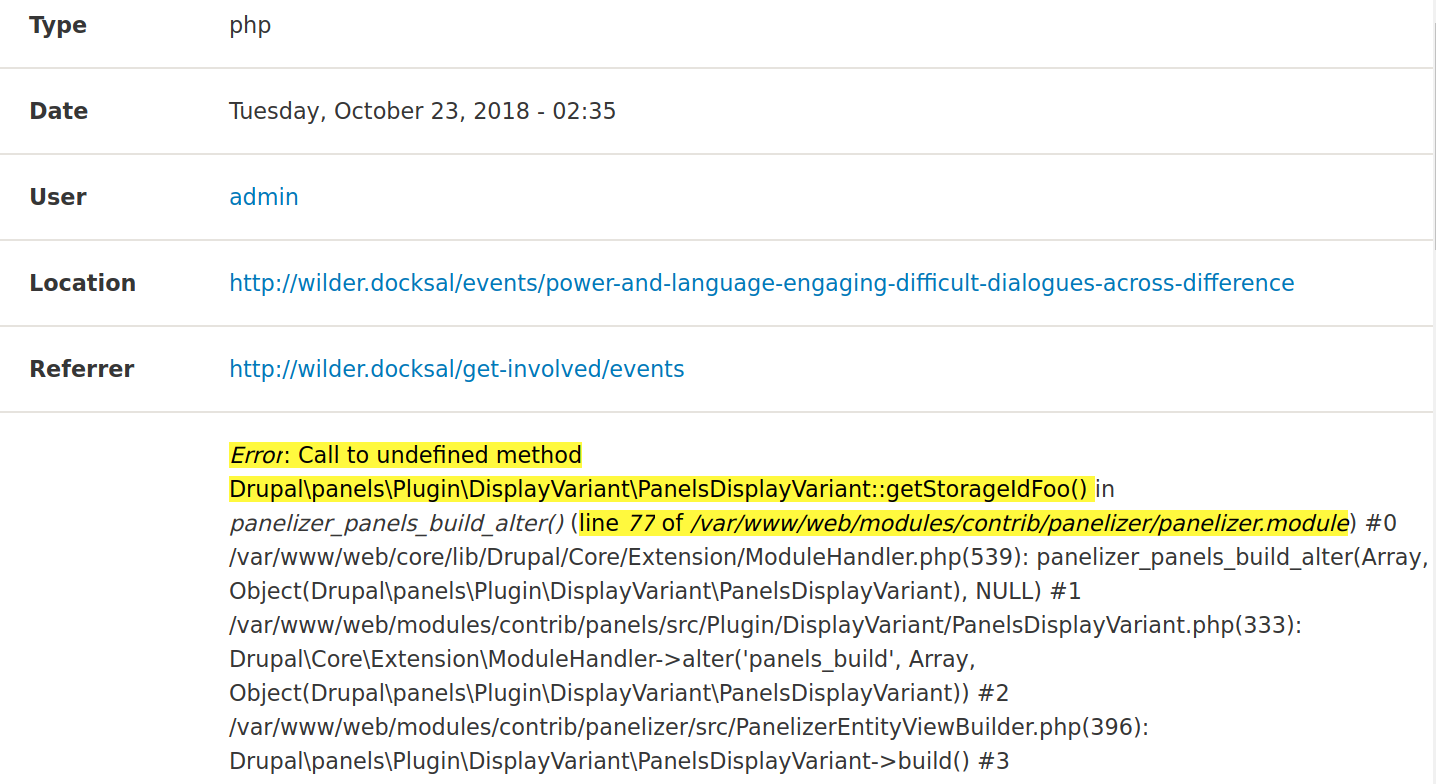 Type php
Date Tuesday, October 23, 2018 - 02:35
User admin
Location http://wilder.docksal/events/power-and-language-engaging-difficult-dialogues-across-difference
Referrer http://wilder.docksal/get-involved/events
Error: Call to undefined method
Drupal\panels\Plugin\DisplayVariant\PanelsDisplayVariant::getStorageIdFoo() in
panelizer_panels_build_alter() (line 77 of /var/www/web/modules/contrib/panelizer/panelizer.module) #0
/var/www/web/core/lib/Drupal/Core/Extension/ModuleHandler.php(539): panelizer_panels_build_alter(Array,
Object(Drupal\panels\Plugin\DisplayVariant\PanelsDisplayVariant), NULL) #1
/var/www/web/modules/contrib/panels/src/Plugin/DisplayVariant/PanelsDisplayVariant.php(333):
Drupal\Core\Extension\ModuleHandler->alter('panels_build', Array,
Object(Drupal\panels\Plugin\DisplayVariant\PanelsDisplayVariant)) #2
/var/www/web/modules/contrib/panelizer/src/PanelizerEntityViewBuilder.php(396):
Drupal\panels\Plugin\DisplayVariant\PanelsDisplayVariant->build() #3